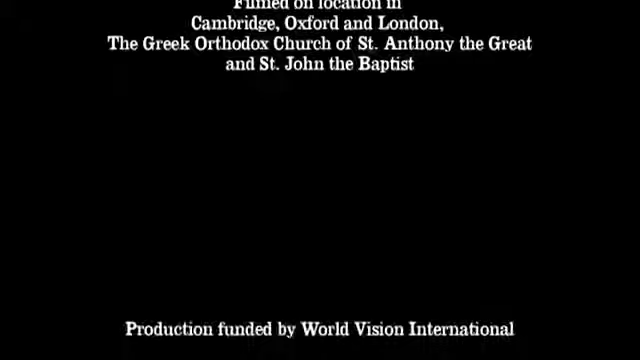 Filmed on location in
Cambridge, Oxford and London,
The Greek Orthodox Church of St. Anthony the Great
and St. John the Baptist
Production funded by World Vision International